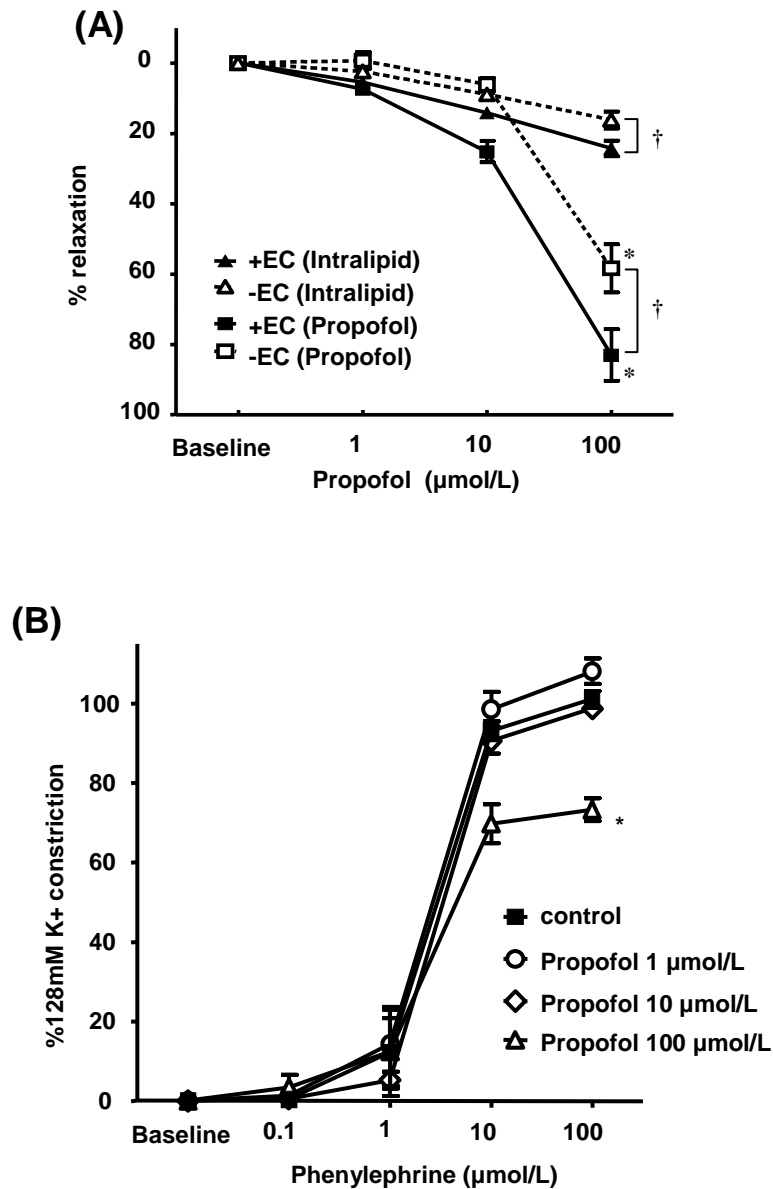 (A)
0
20
40
60
80
100
% relaxation
+EC (Intralipid)
-EC (Intralipid)
+EC (Propofol)
-EC (Propofol)
†
*
†
*
Baseline 1 10 100
Propofol (µmol/L)
(B)
100
80
60
40
20
0
%128mM K+ constriction
*
control
Propofol 1 µmol/L
Propofol 10 µmol/L
Propofol 100 µmol/L
Baseline 0.1 1 10 100
Phenylephrine (µmol/L)